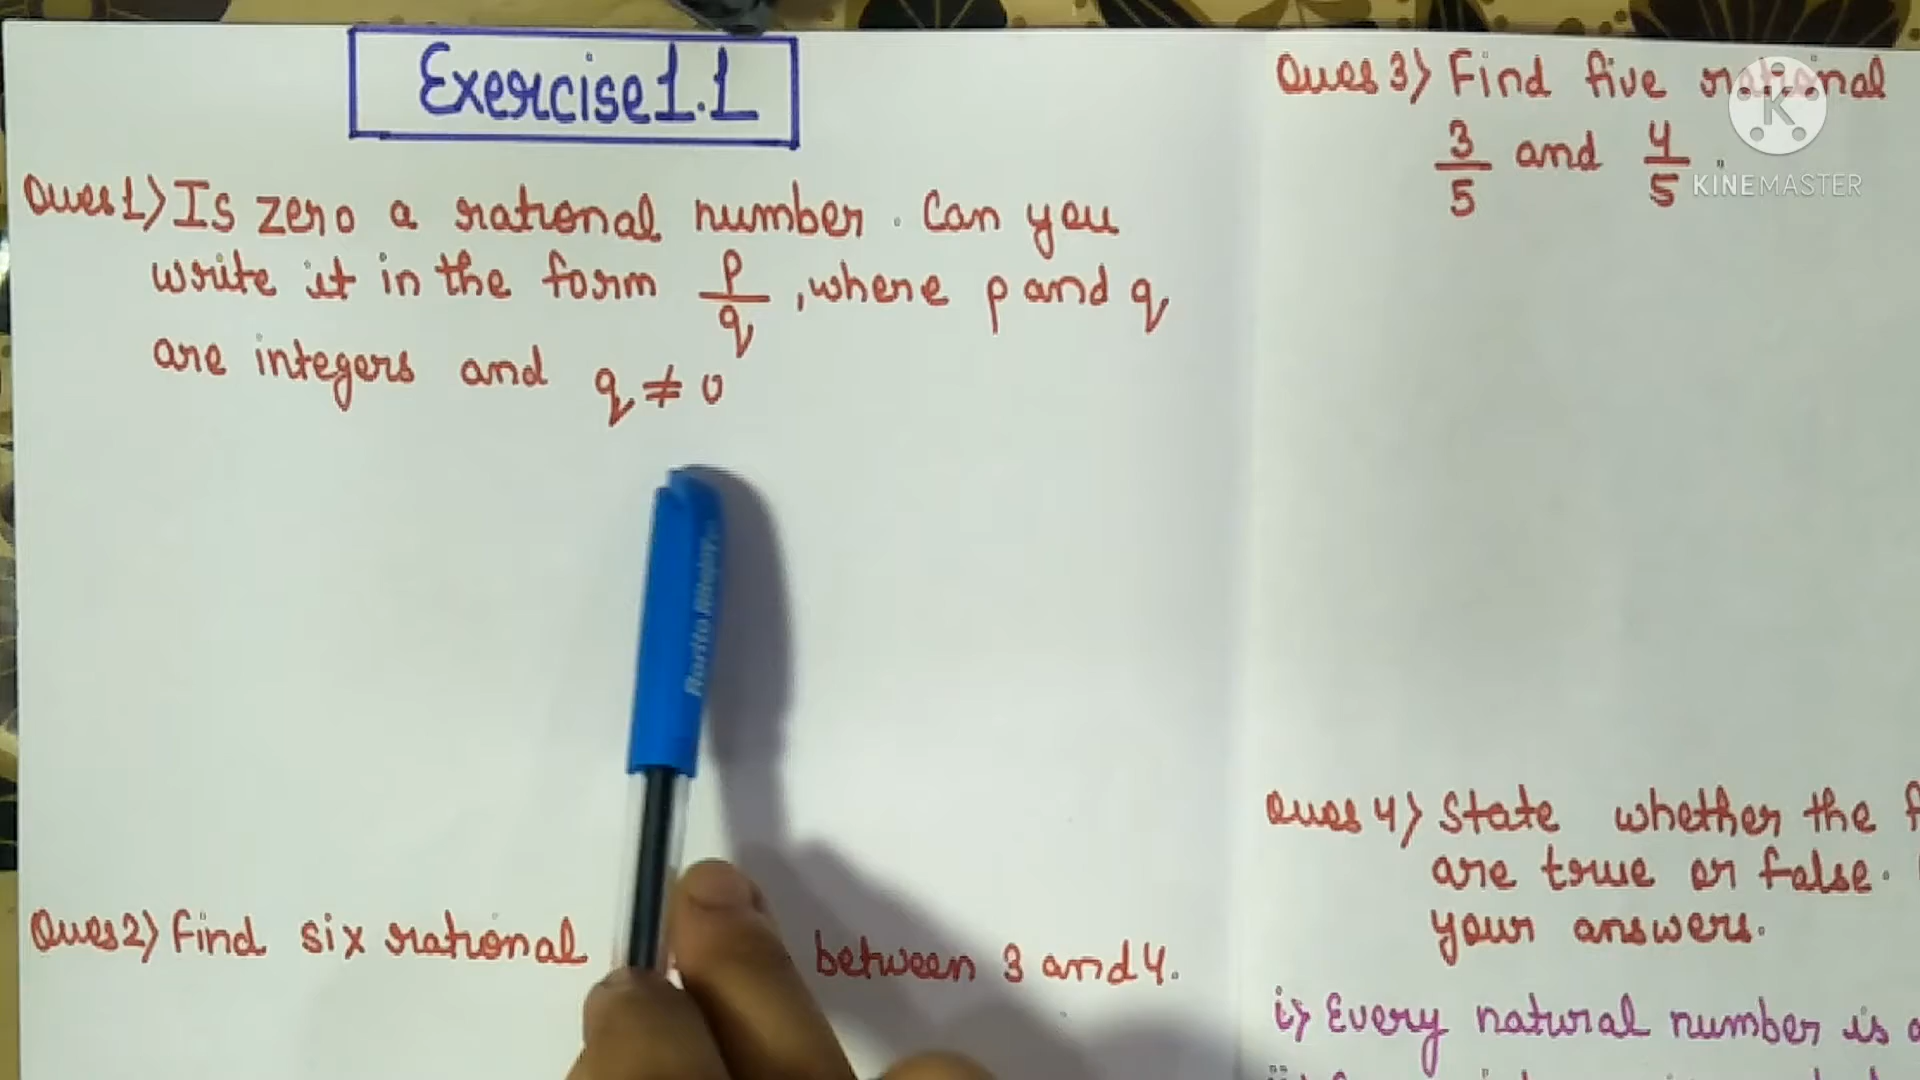 Exercise 1.1
Ques 1) Is zero a rational number. Can you
write it in the form p/q, where p and q
are integers and q ≠ 0
Ques 2) Find six rational between 3 and 4.
Ques 3) Find five rational
3/5 and 4/5.
Ques 4) State whether the
are true or false.
your answers.
i) Every natural number is a
KINEMASTER
Rorito